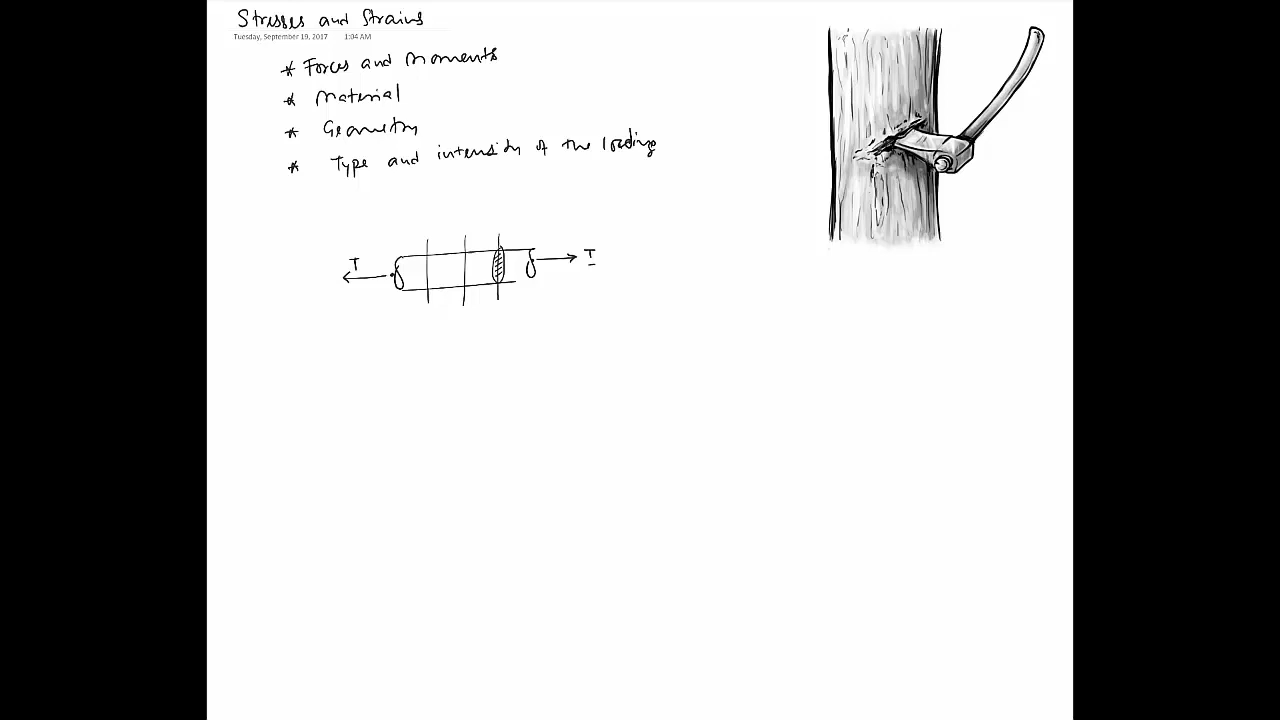 Stresses and Strains
Tuesday, September 19, 2017 1:04 AM
* Forces and Moments
* Material
* Geometry
* Type and intensity of the loading
T T